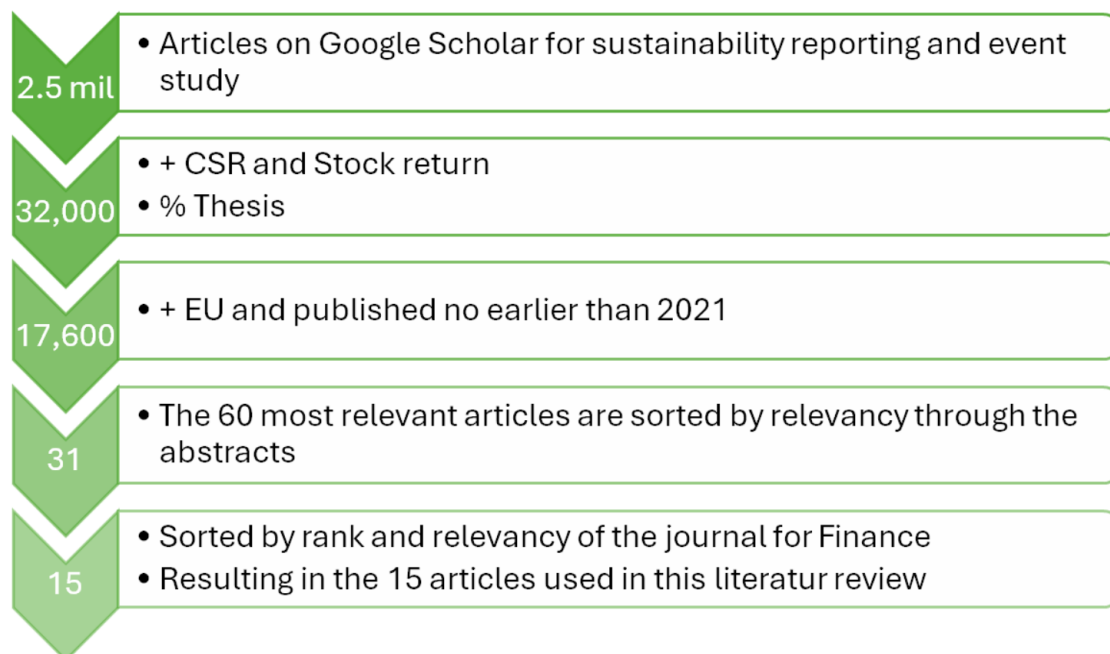 2.5 mil
• Articles on Google Scholar for sustainability reporting and event
study
32,000
• + CSR and Stock return
• % Thesis
17,600
• + EU and published no earlier than 2021
31
• The 60 most relevant articles are sorted by relevancy through the
abstracts
15
• Sorted by rank and relevancy of the journal for Finance
• Resulting in the 15 articles used in this literatur review